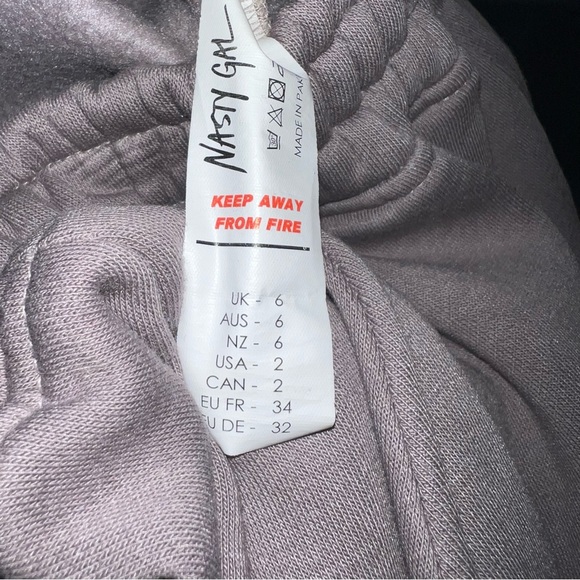 NASTY GAL
MADE IN PAK
KEEP AWAY
FROM FIRE
UK - 6
AUS - 6
NZ - 6
USA - 2
CAN - 2
EU FR - 34
EU DE - 32